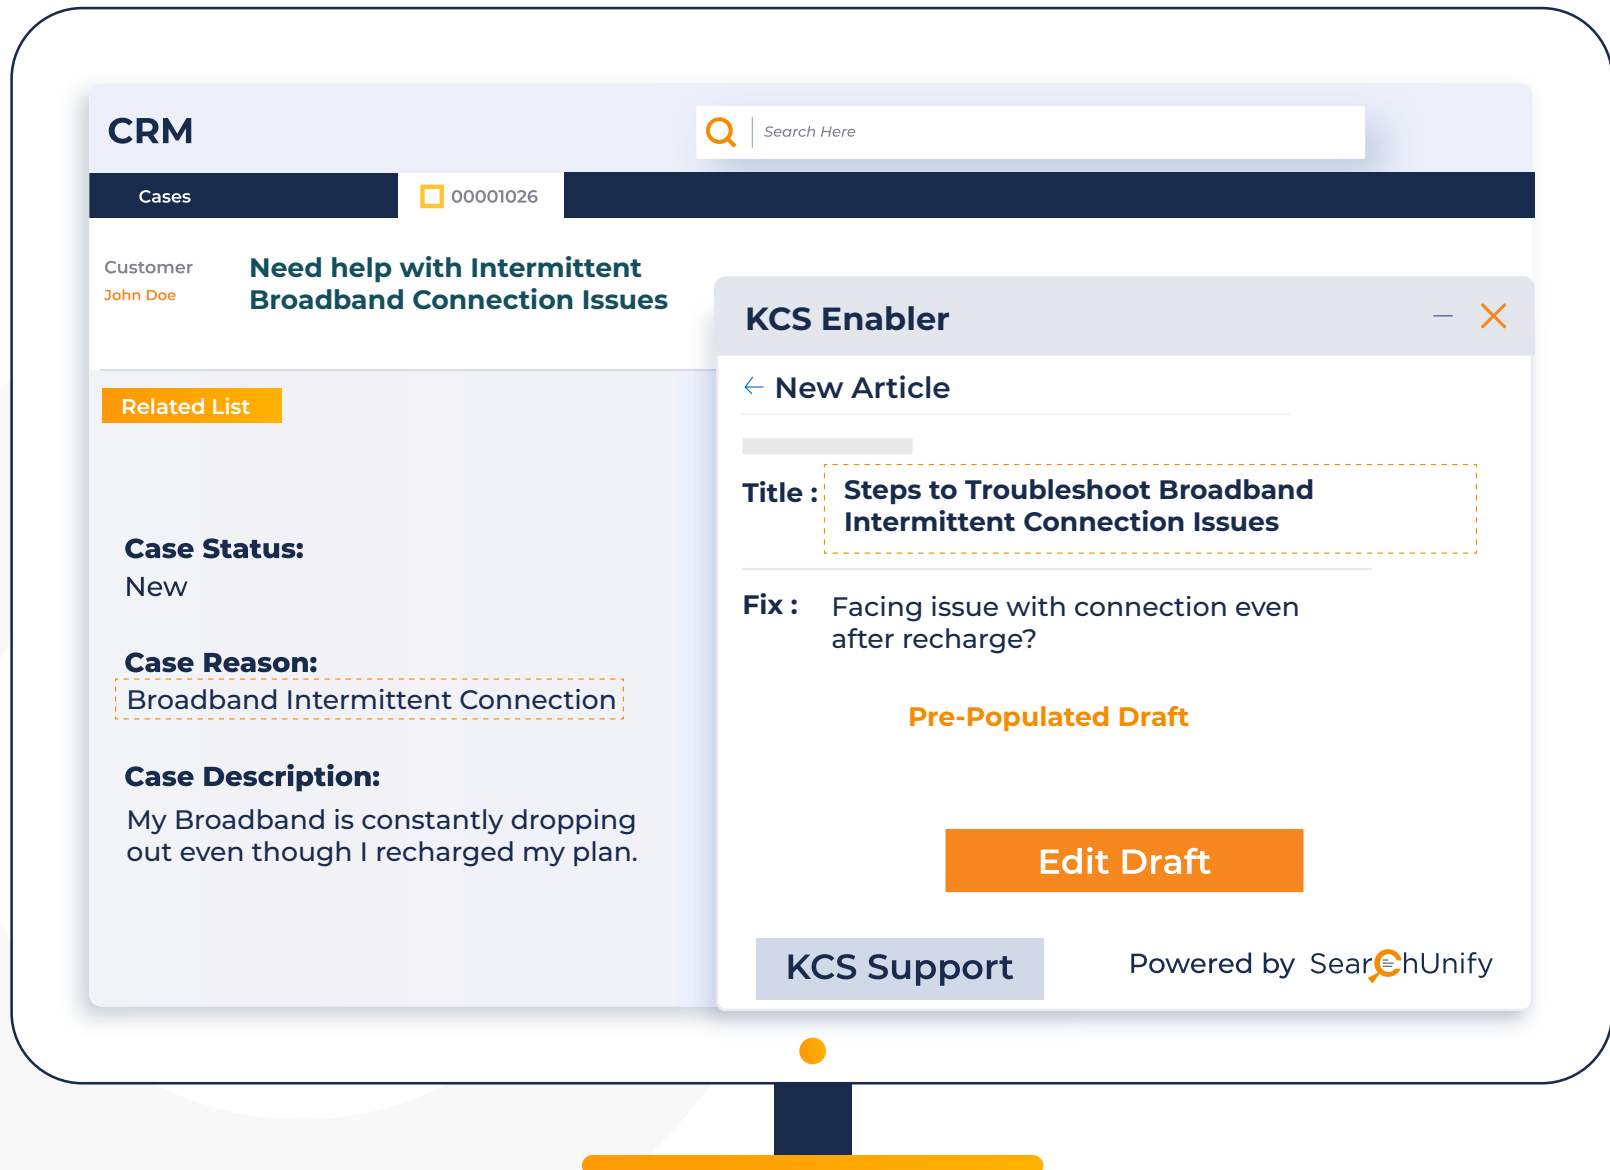 CRM
Search Here
Cases
00001026
Customer
John Doe
Need help with Intermittent
Broadband Connection Issues
Related List
Case Status:
New
Case Reason:
Broadband Intermittent Connection
Case Description:
My Broadband is constantly dropping
out even though I recharged my plan.
KCS Enabler
New Article
Title :
Steps to Troubleshoot Broadband
Intermittent Connection Issues
Fix :
Facing issue with connection even
after recharge?
Pre-Populated Draft
Edit Draft
KCS Support
Powered by SearchUnify